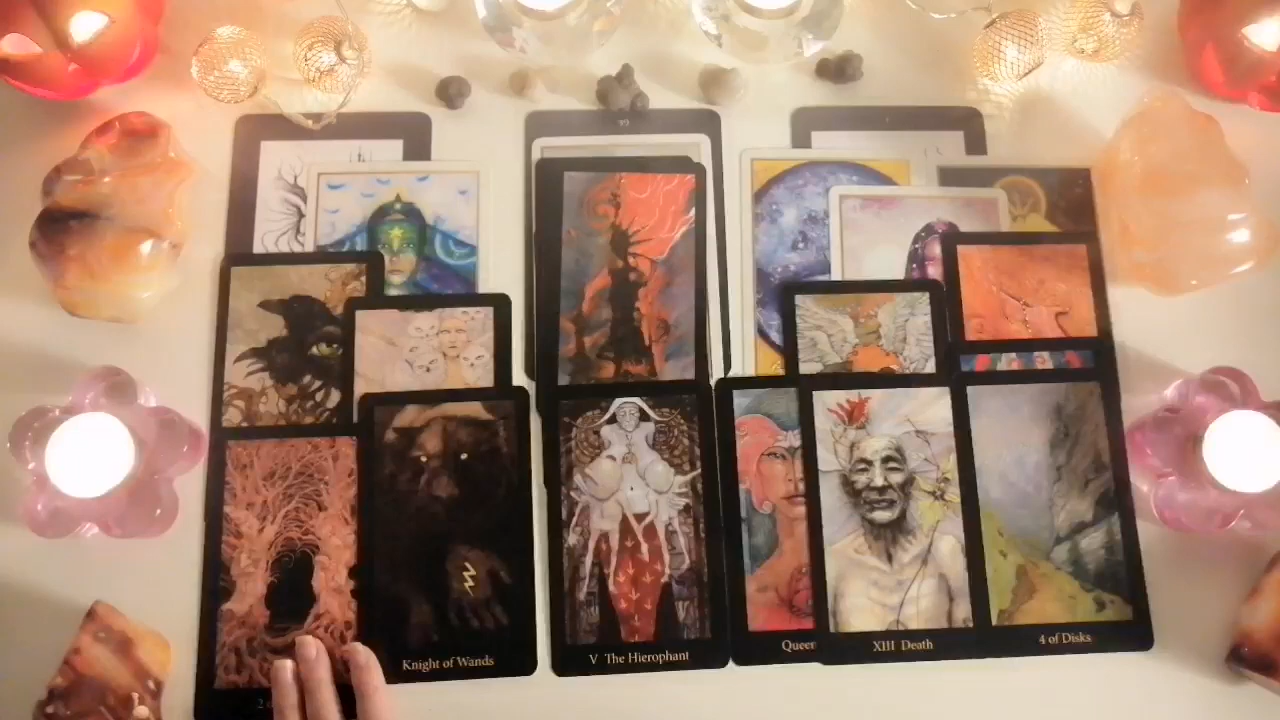 Knight of Wands
V The Hierophant
Queen
XIII Death
4 of Disks